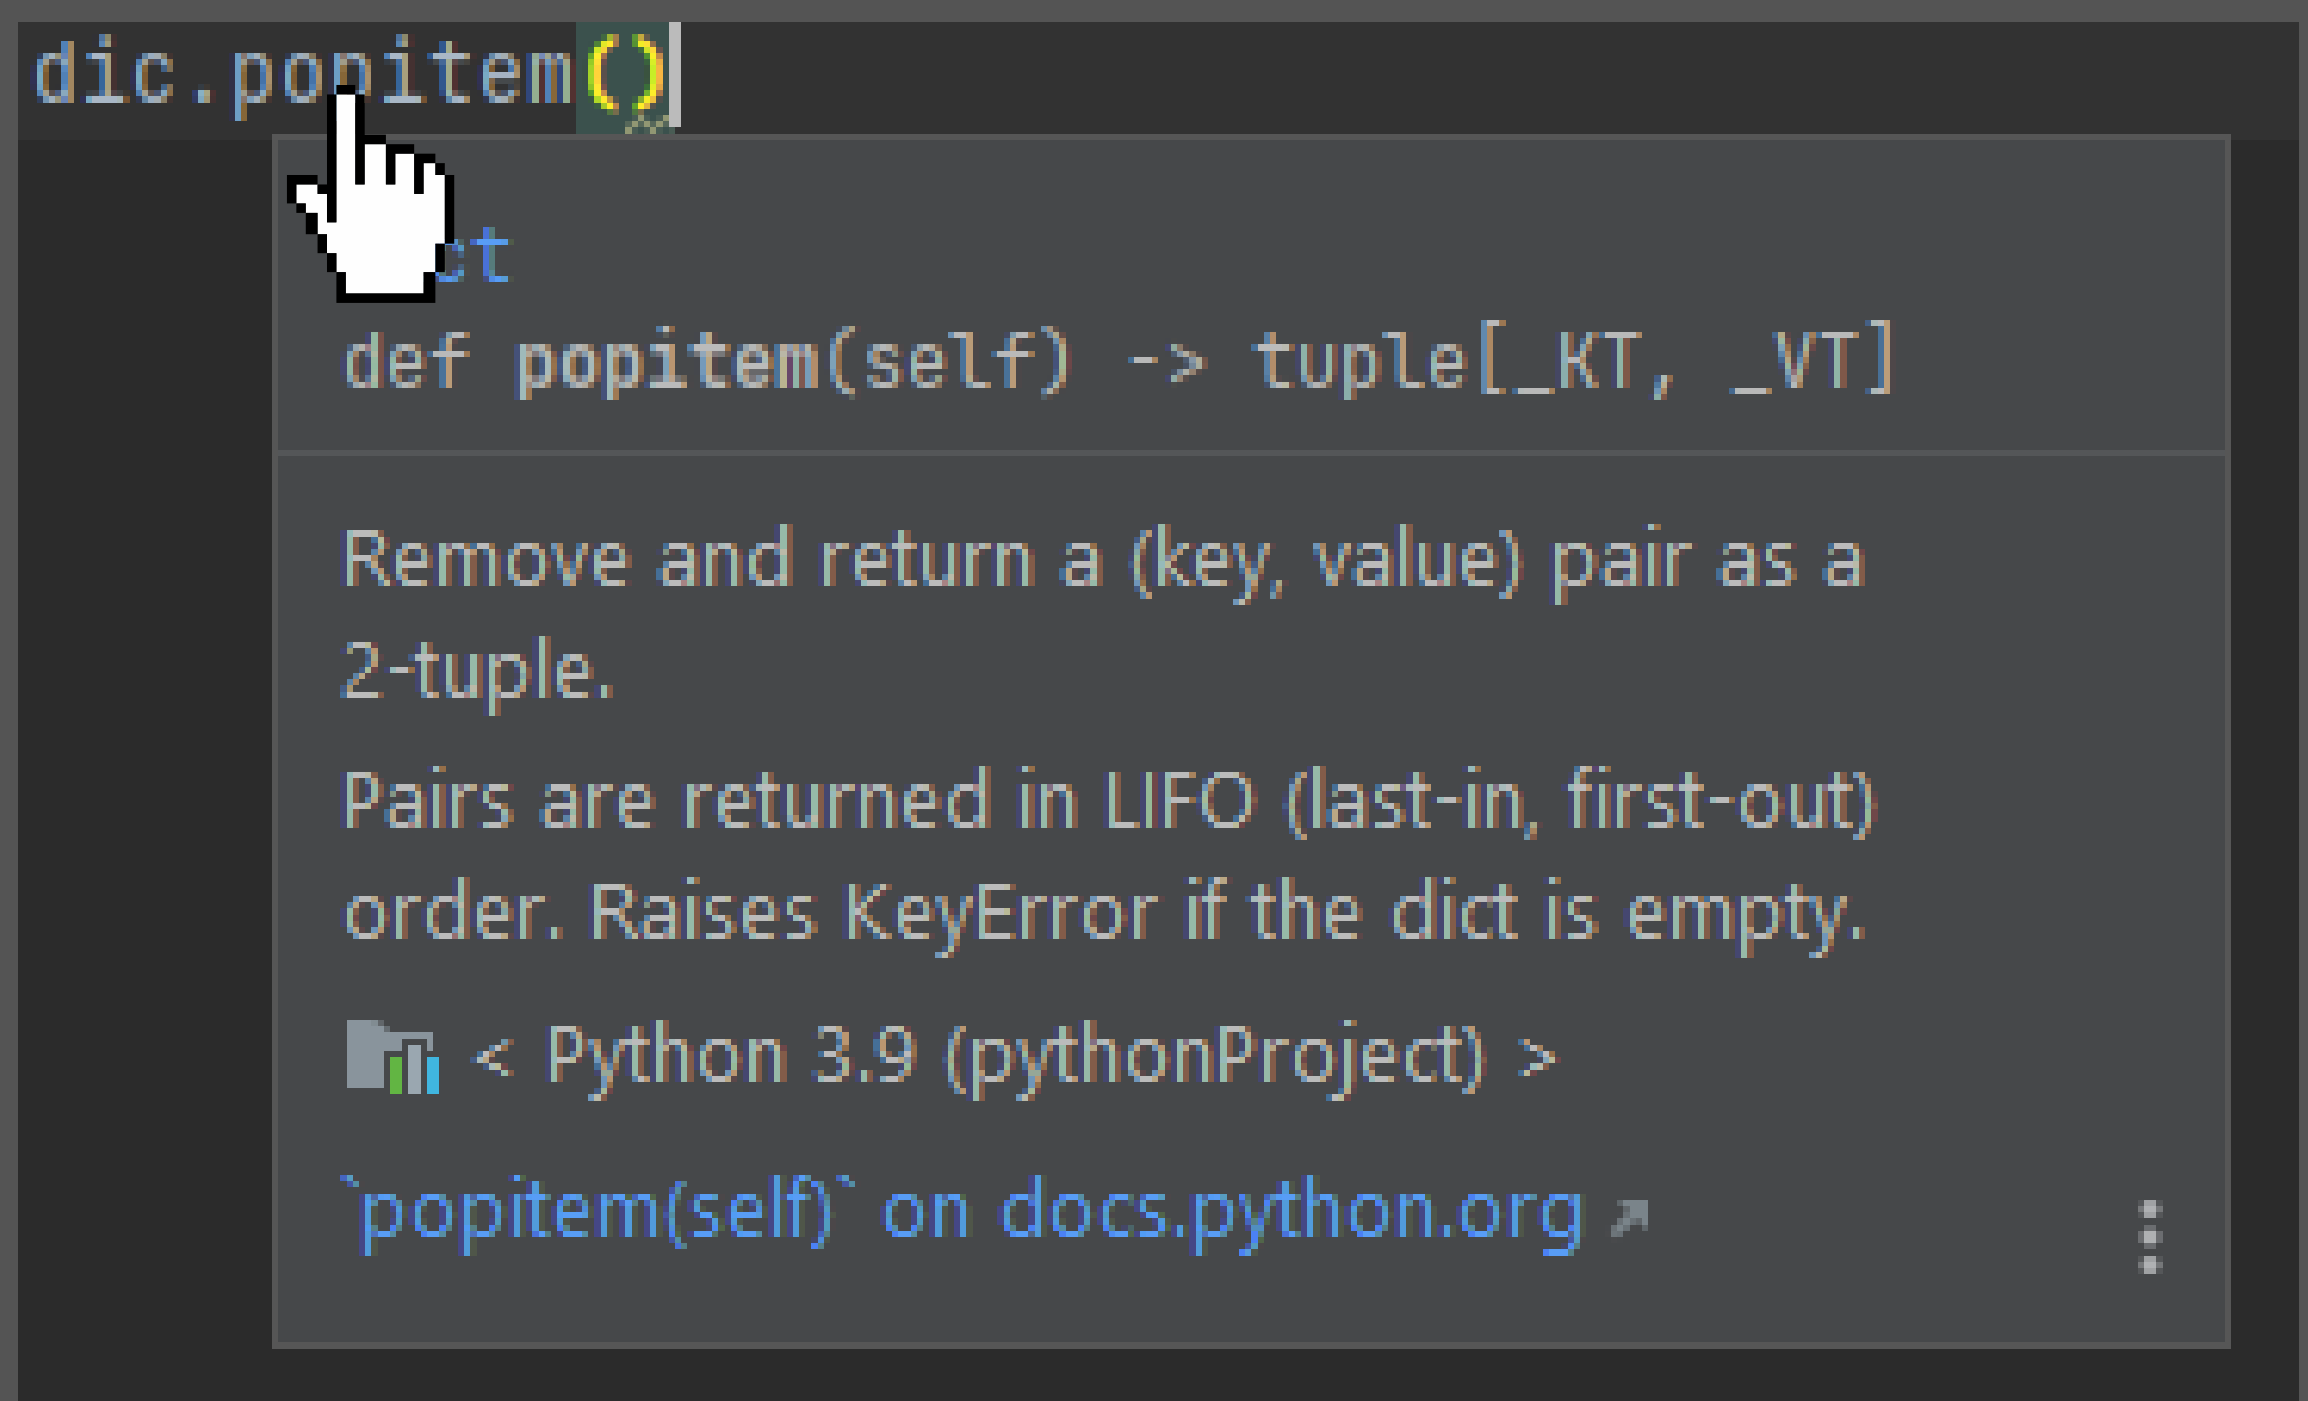 dic.popitem()
def popitem(self) -> tuple[_KT, _VT]
Remove and return a (key, value) pair as a
2-tuple.
Pairs are returned in LIFO (last-in, first-out)
order. Raises KeyError if the dict is empty.
< Python 3.9 (pythonProject) >
`popitem(self)` on docs.python.org